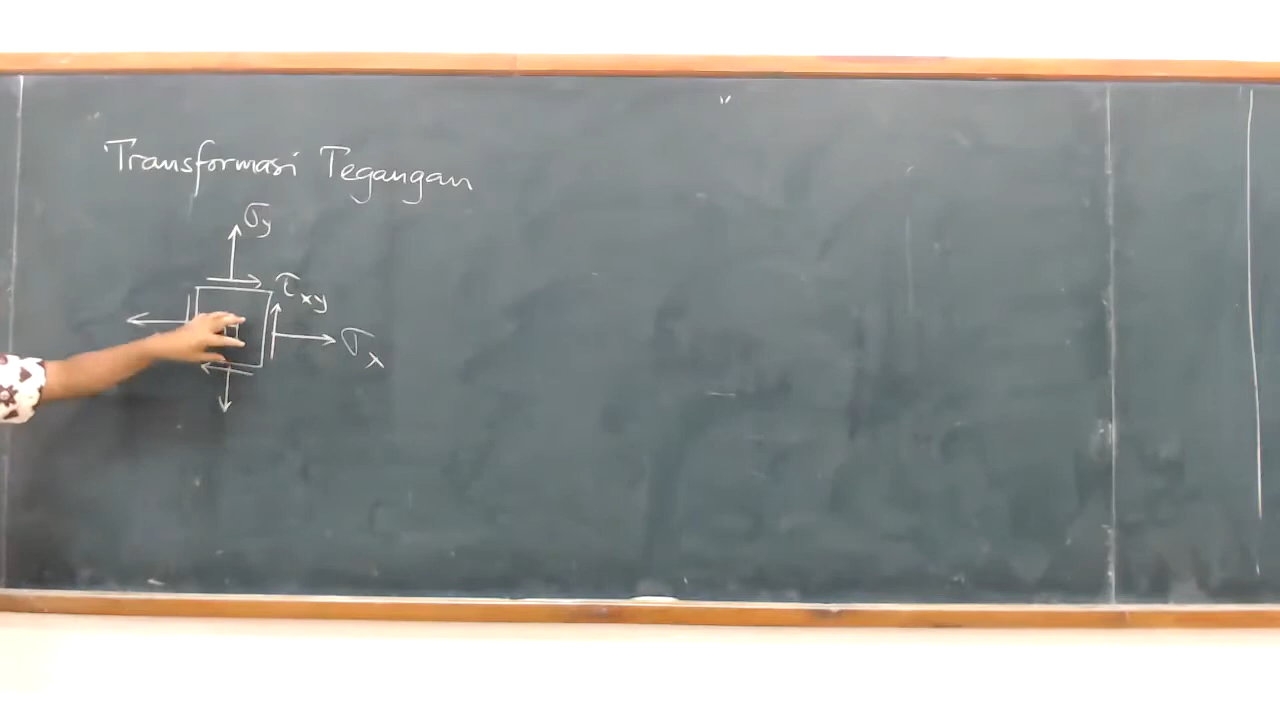 Transformasi Tegangan
σy
τxy
σx